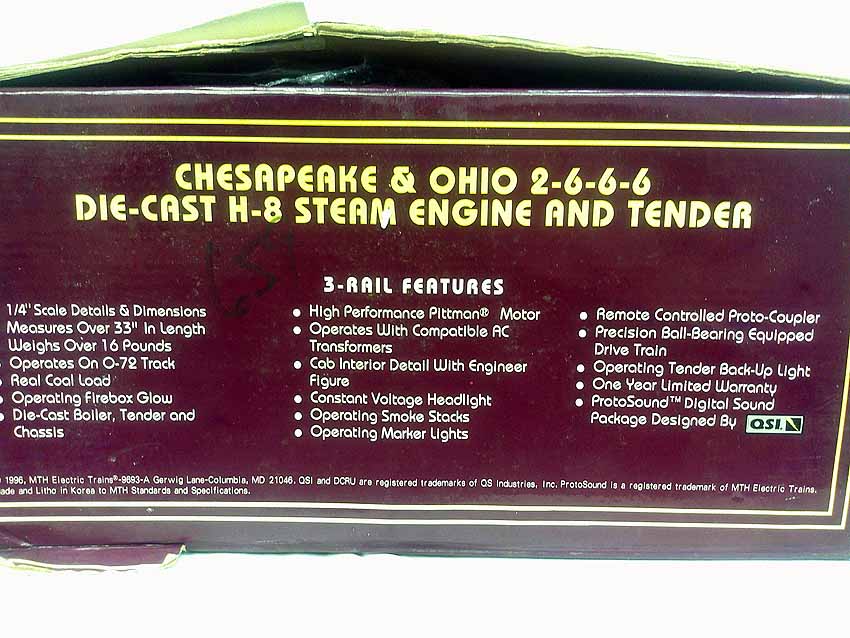 CHESAPEAKE & OHIO 2-6-6-6
DIE-CAST H-8 STEAM ENGINE AND TENDER
3-RAIL FEATURES
1/4" Scale Details & Dimensions
Measures Over 33" In Length
Weighs Over 16 Pounds
• Operates On O-72 Track
• Real Coal Load
• Operating Firebox Glow
• Die-Cast Boiler, Tender and
Chassis
• High Performance Pittman® Motor
• Operates With Compatible AC
Transformers
• Cab Interior Detail With Engineer
Figure
• Constant Voltage Headlight
• Operating Smoke Stacks
• Operating Marker Lights
• Remote Controlled Proto-Coupler
• Precision Ball-Bearing Equipped
Drive Train
• Operating Tender Back-Up Light
• One Year Limited Warranty
• ProtoSound™ Digital Sound
Package Designed By QSI
1996, MTH Electric Trains®-9693-A Gerwig Lane-Columbia, MD 21046. QSI and DCRU are registered trademarks of QS Industries, Inc. ProtoSound is a registered trademark of MTH Electric Trains.
ade and Litho in Korea to MTH Standards and Specifications.